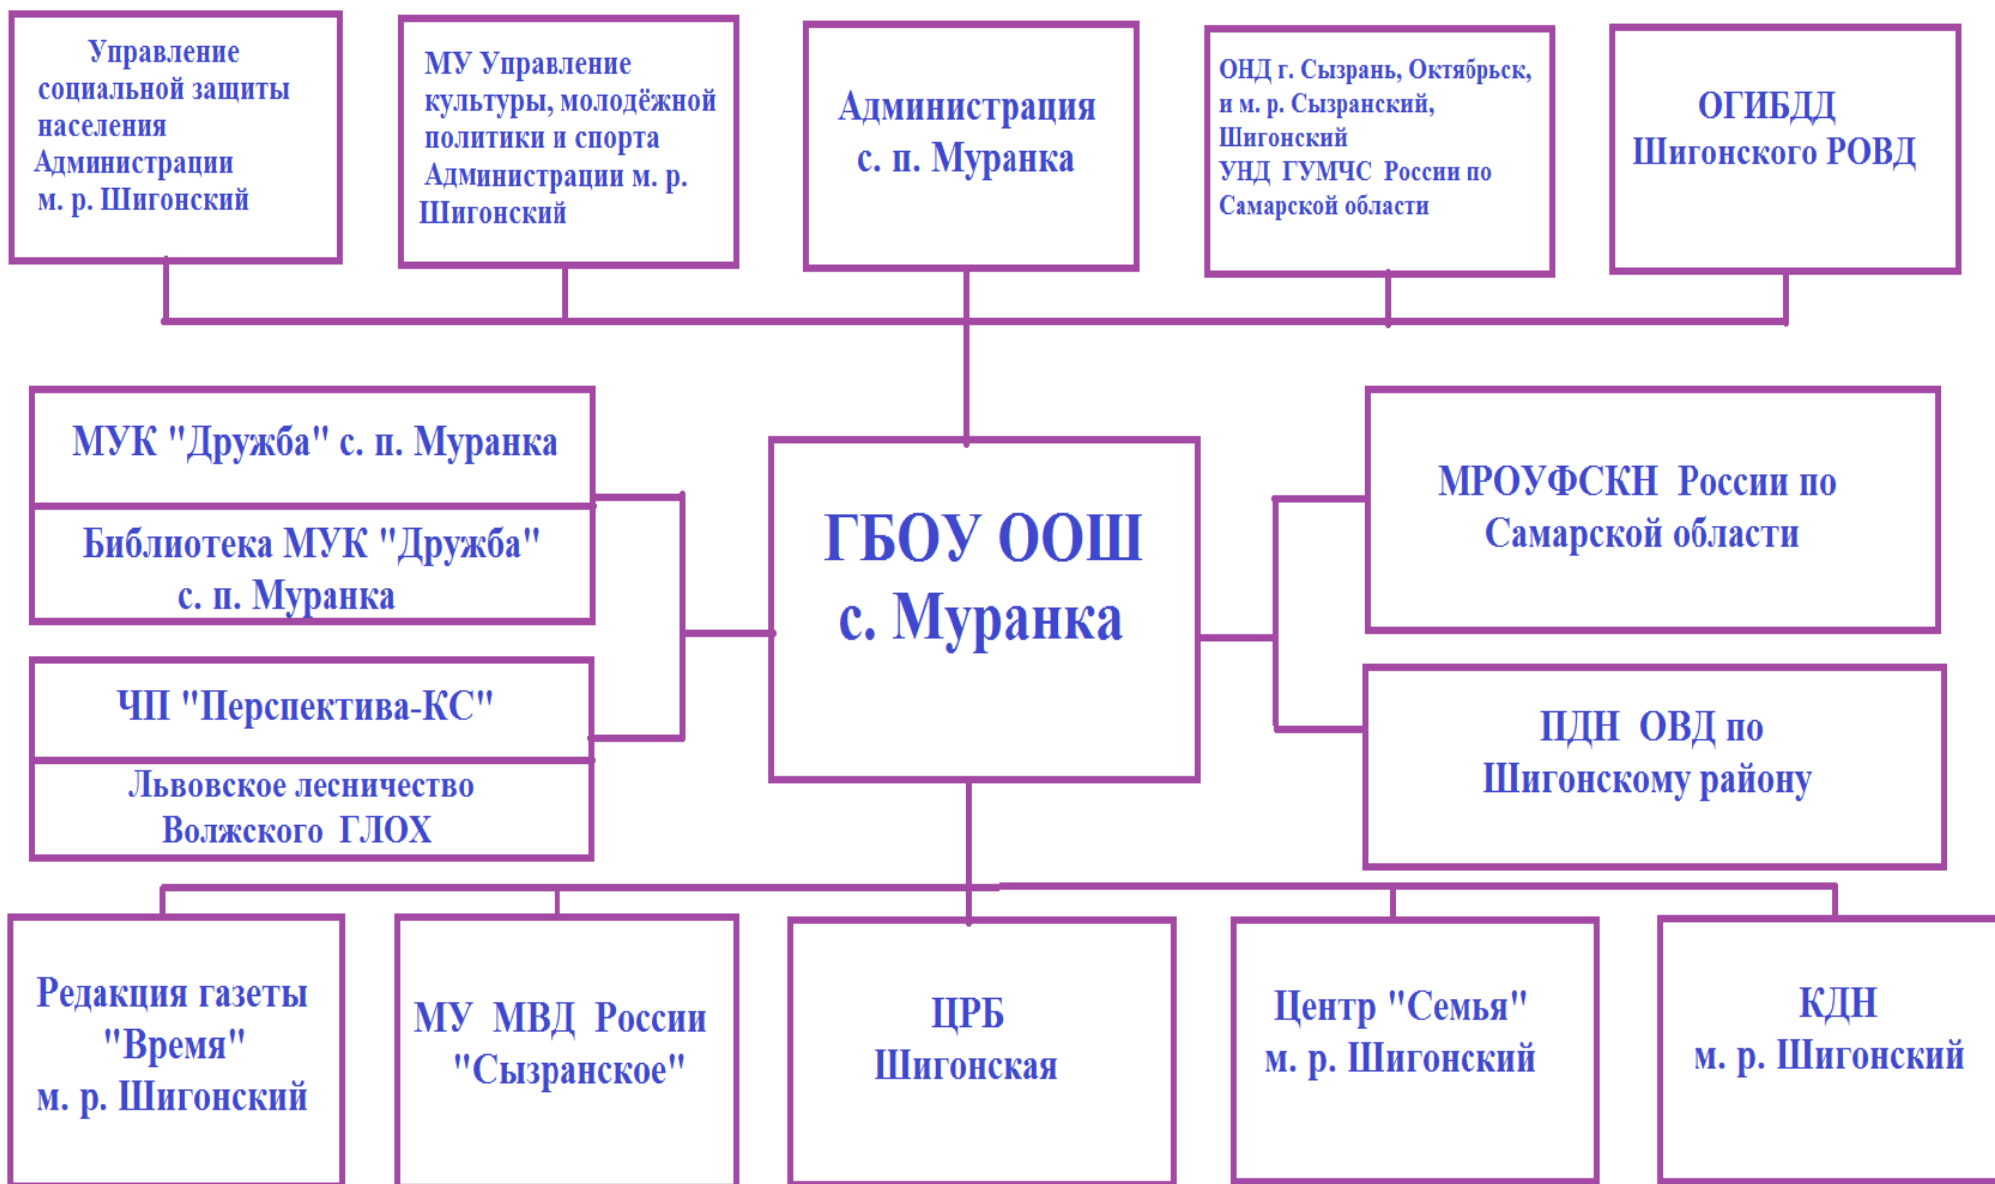 Управление
социальной защиты
населения
Администрации
м. р. Шигонский
МУ Управление
культуры, молодёжной
политики и спорта
Администрации м. р.
Шигонский
Администрация
с. п. Муранка
ОНД г. Сызрань, Октябрьск,
и м. р. Сызранский,
Шигонский
УНД ГУМЧС России по
Самарской области
ОГИБДД
Шигонского РОВД
МУК "Дружба" с. п. Муранка
Библиотека МУК "Дружба"
с. п. Муранка
ЧП "Перспектива-КС"
Львовское лесничество
Волжского ГЛОХ
ГБОУ ООШ
с. Муранка
МРОУФСКН России по
Самарской области
ПДН ОВД по
Шигонскому району
Редакция газеты
"Время"
м. р. Шигонский
МУ МВД России
"Сызранское"
ЦРБ
Шигонская
Центр "Семья"
м. р. Шигонский
КДН
м. р. Шигонский